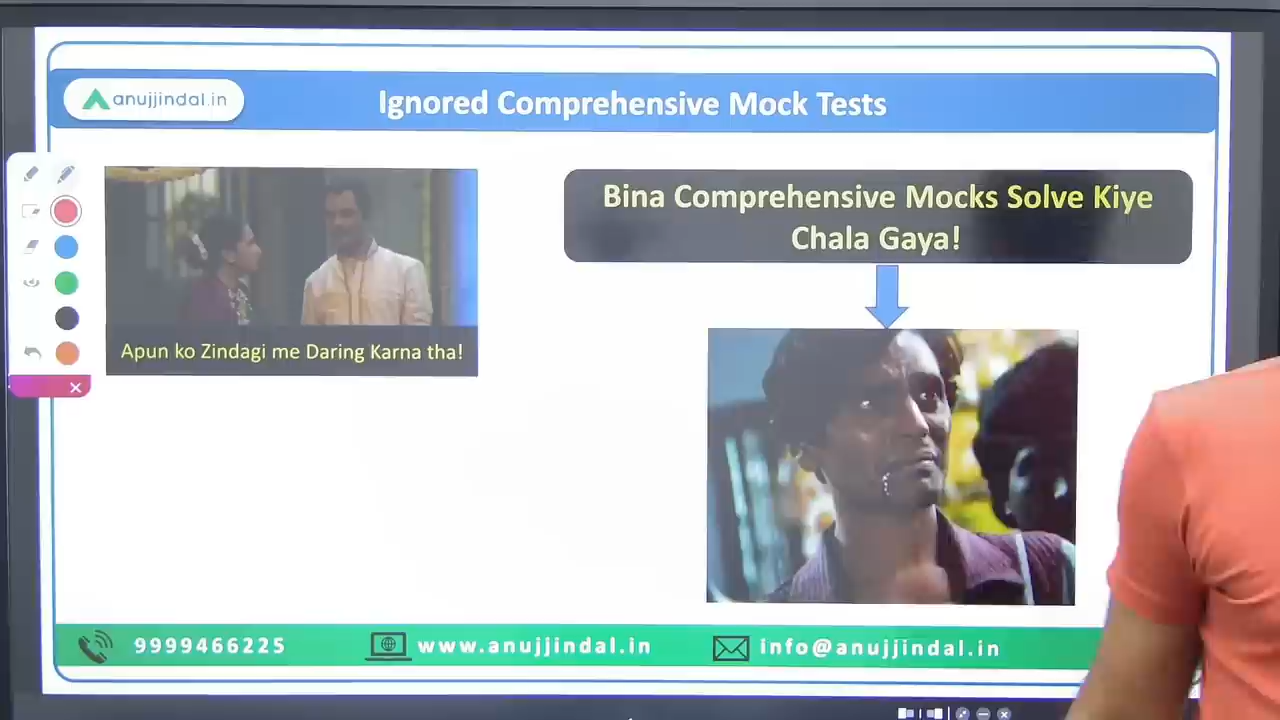 anujjindal.in
Ignored Comprehensive Mock Tests
Bina Comprehensive Mocks Solve Kiye
Chala Gaya!
Apun ko Zindagi me Daring Karna tha!
9999466225
www.anujjindal.in
info@anujjindal.in